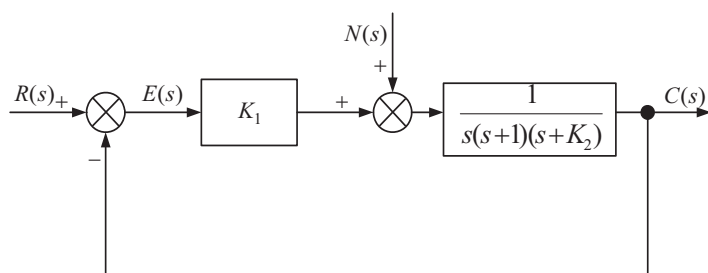 N(s)
+
R(s) + E(s) K₁ + 1 C(s)
s(s+1)(s+K₂)
−